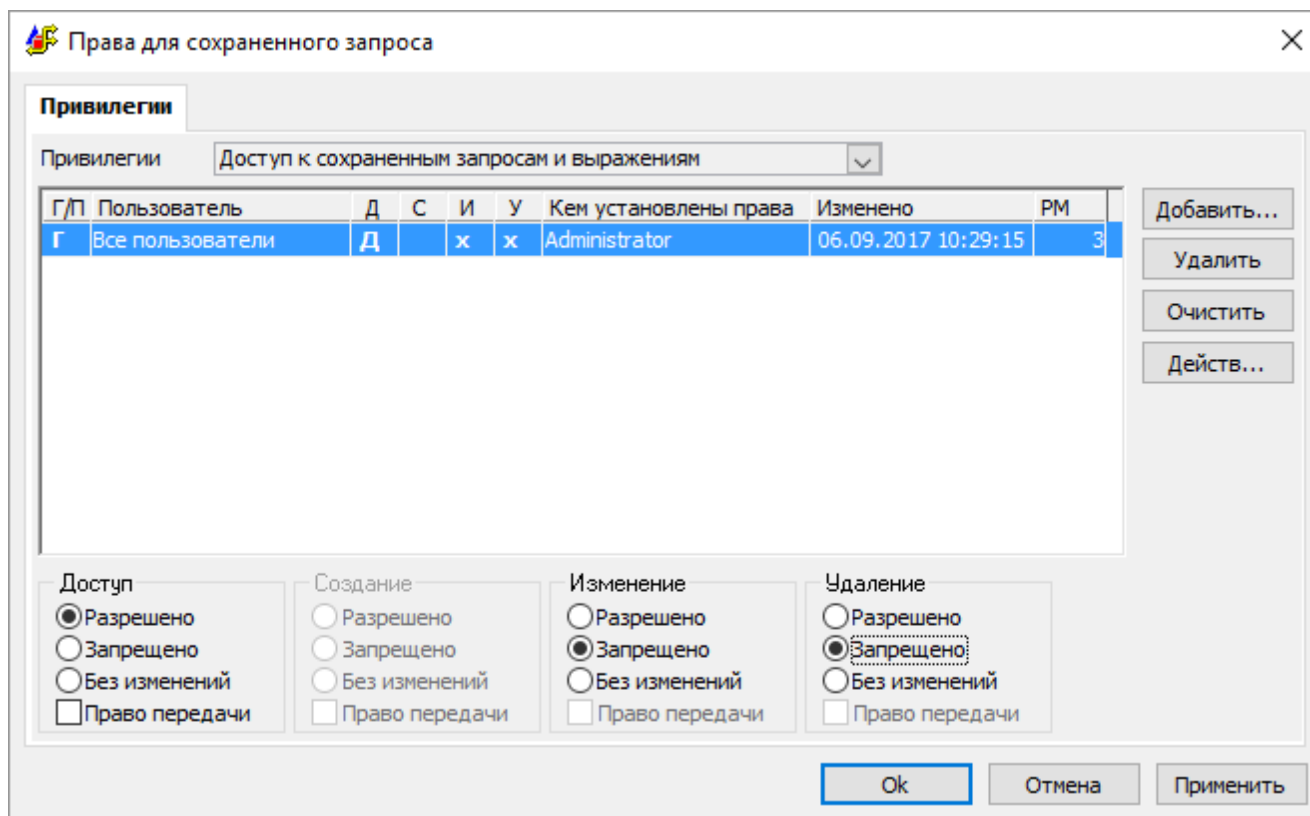 Права для сохраненного запроса
Привилегии
Привилегии Доступ к сохраненным запросам и выражениям
Г/П Пользователь Д С И У Кем установлены права Изменено РМ
Г Все пользователи Д х х Administrator 06.09.2017 10:29:15 3
Добавить...
Удалить
Очистить
Действ...
Доступ Создание Изменение Удаление
Разрешено Разрешено Разрешено Разрешено
Запрещено Запрещено Запрещено Запрещено
Без изменений Без изменений Без изменений Без изменений
Право передачи Право передачи Право передачи Право передачи
Ok Отмена Применить